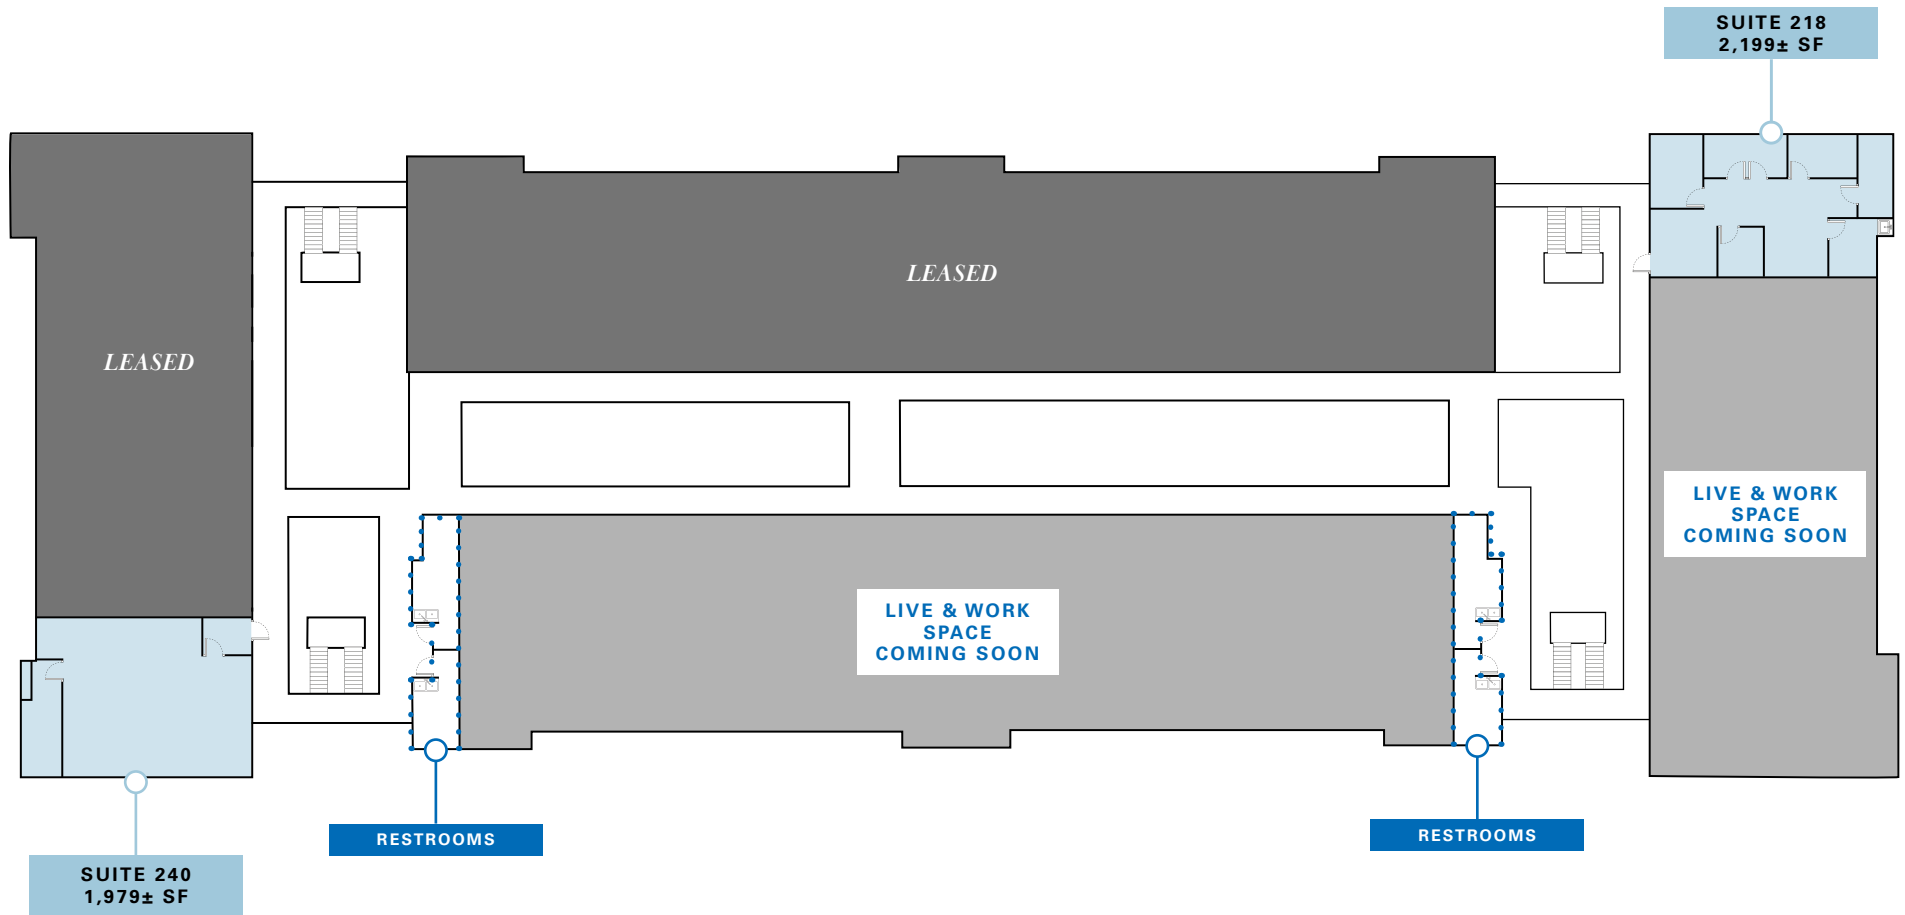 SUITE 218
2,199± SF
LEASED
LEASED
LIVE & WORK
SPACE
COMING SOON
LIVE & WORK
SPACE
COMING SOON
RESTROOMS
RESTROOMS
SUITE 240
1,979± SF